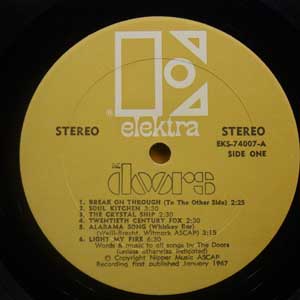 elektra
STEREO
STEREO
EKS-74007-A
SIDE ONE
the doors
1. BREAK ON THROUGH (To The Other Side) 2:25
2. SOUL KITCHEN 3:30
3. THE CRYSTAL SHIP 2:30
4. TWENTIETH CENTURY FOX 2:30
5. ALABAMA SONG (Whiskey Bar)
(Weill-Brecht, Witmark ASCAP) 3:15
6. LIGHT MY FIRE 6:30
Words & music to all songs by The Doors
(unless otherwise indicated)
© Copyright Nipper Music ASCAP
Recording first published January 1967